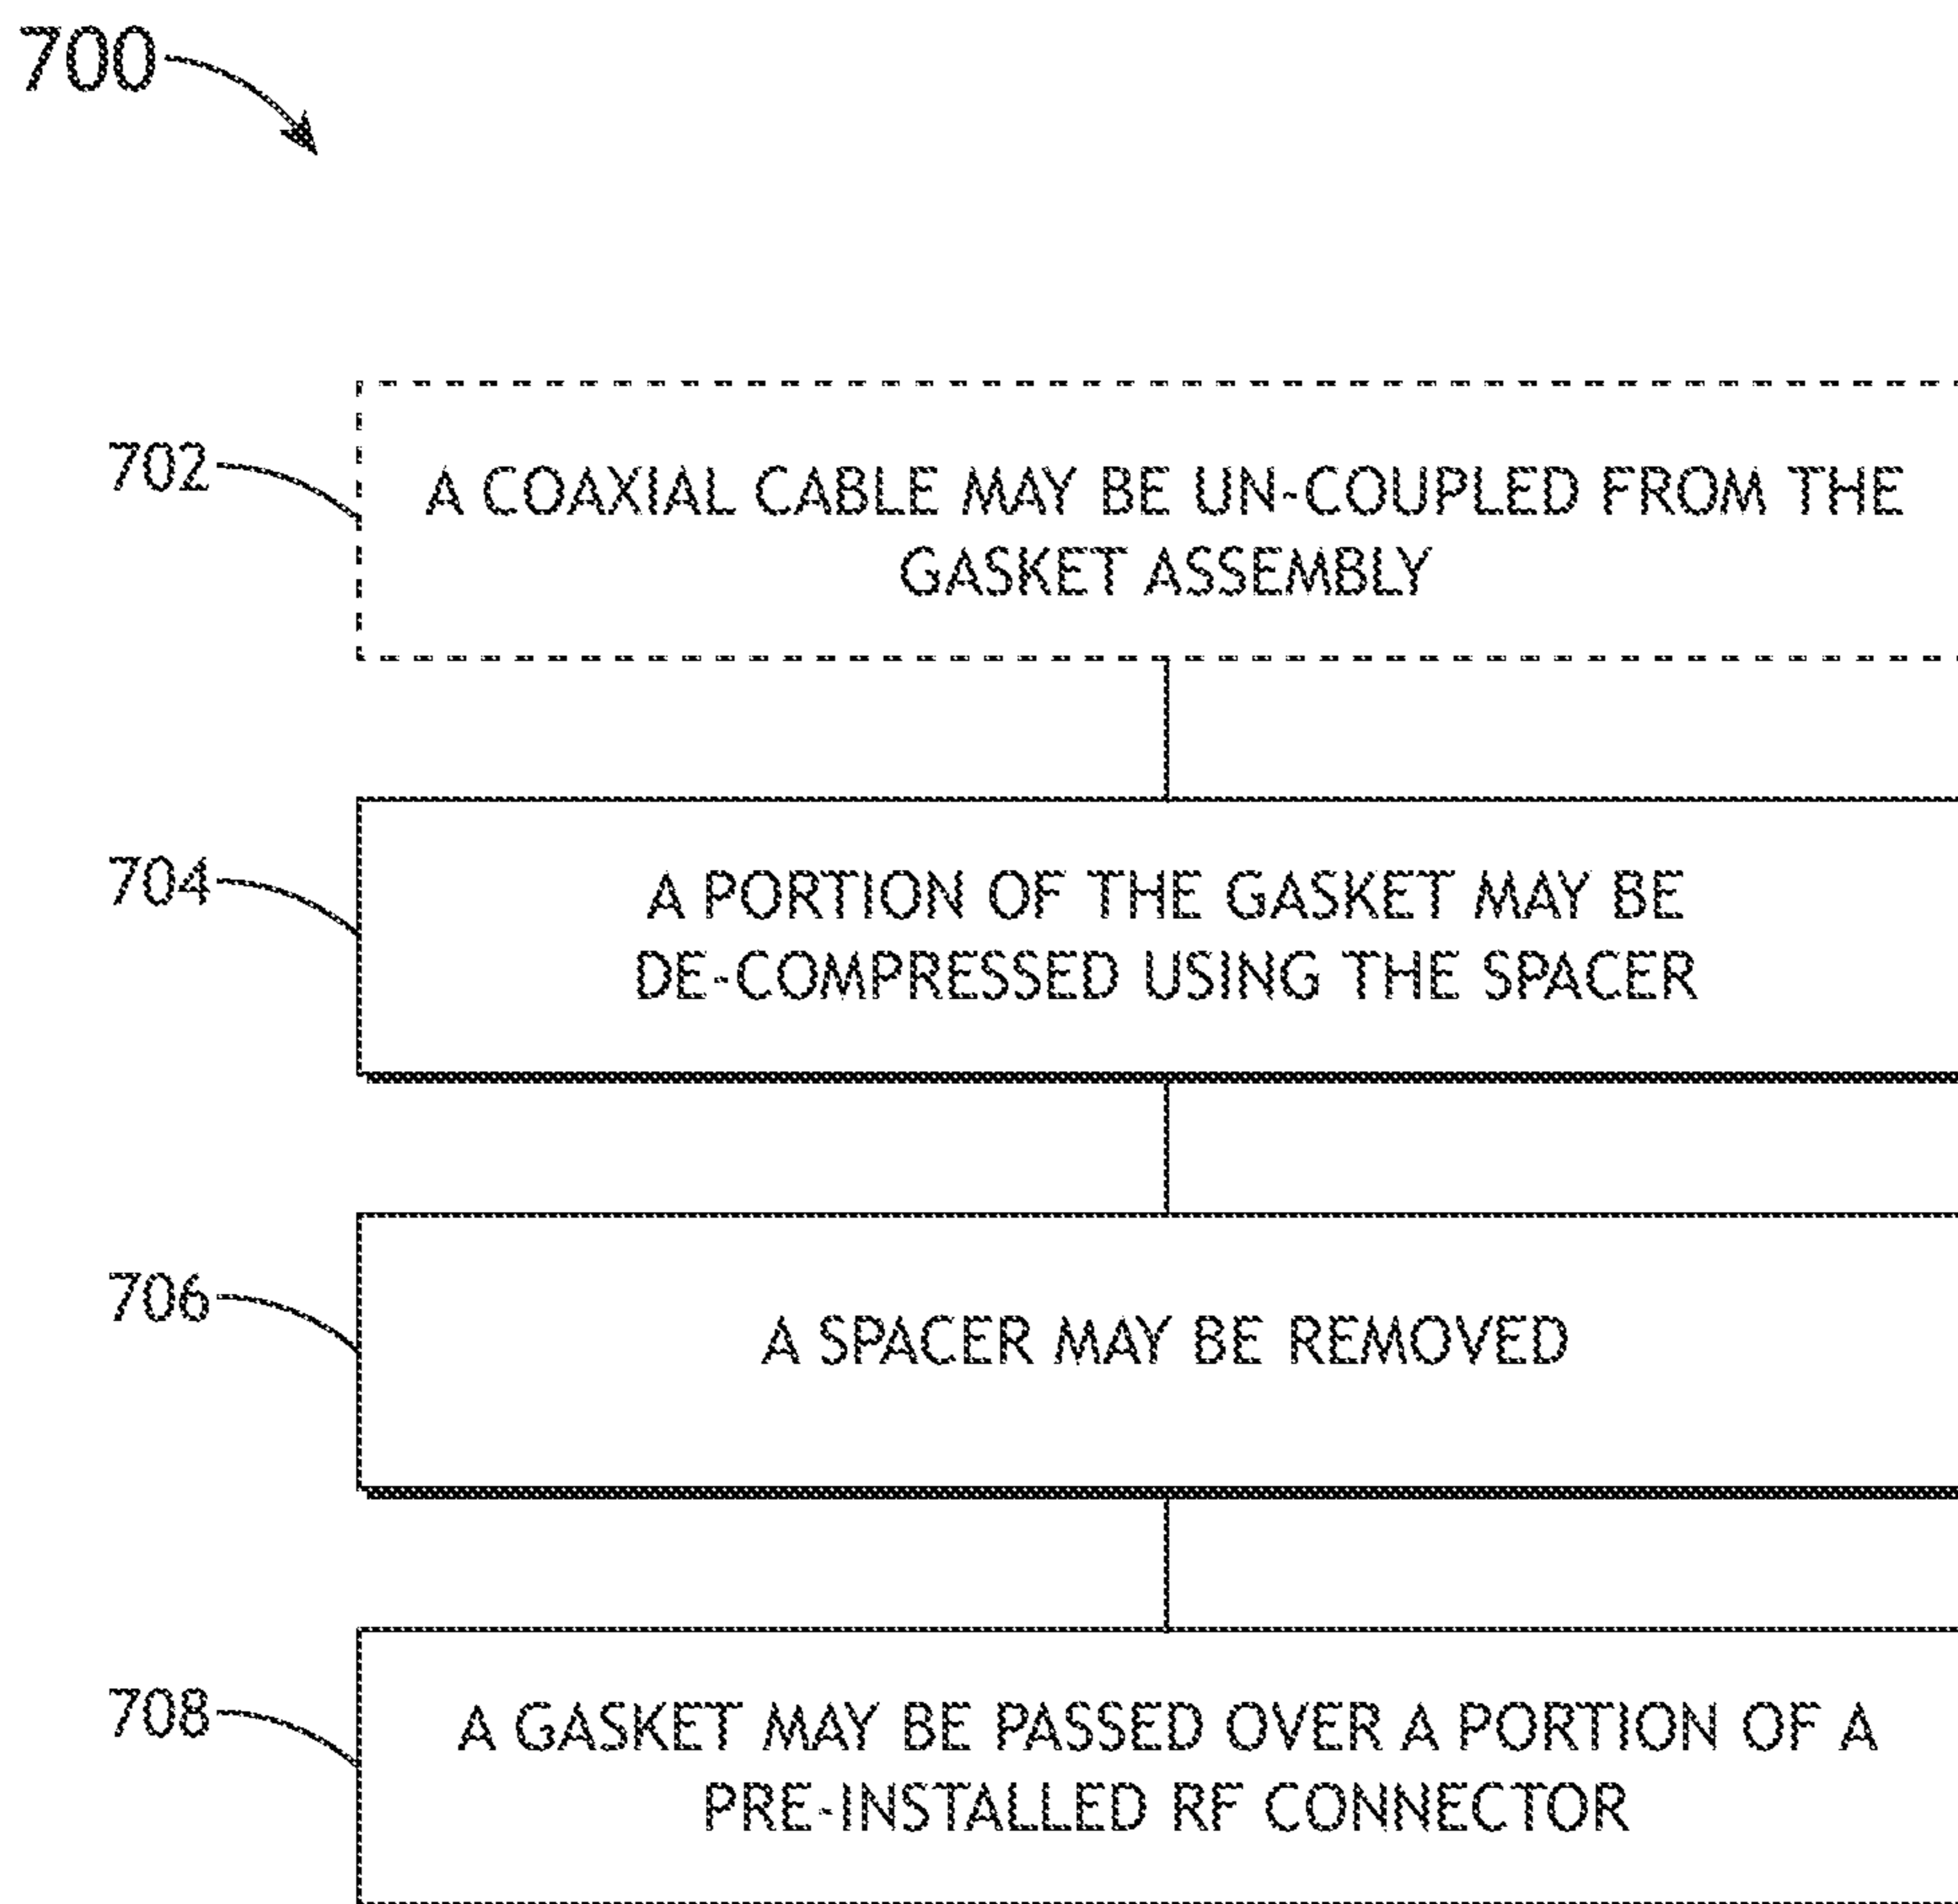 700
702
A COAXIAL CABLE MAY BE UN-COUPLED FROM THE
GASKET ASSEMBLY
704
A PORTION OF THE GASKET MAY BE
DE-COMPRESSED USING THE SPACER
706
A SPACER MAY BE REMOVED
708
A GASKET MAY BE PASSED OVER A PORTION OF A
PRE-INSTALLED RF CONNECTOR